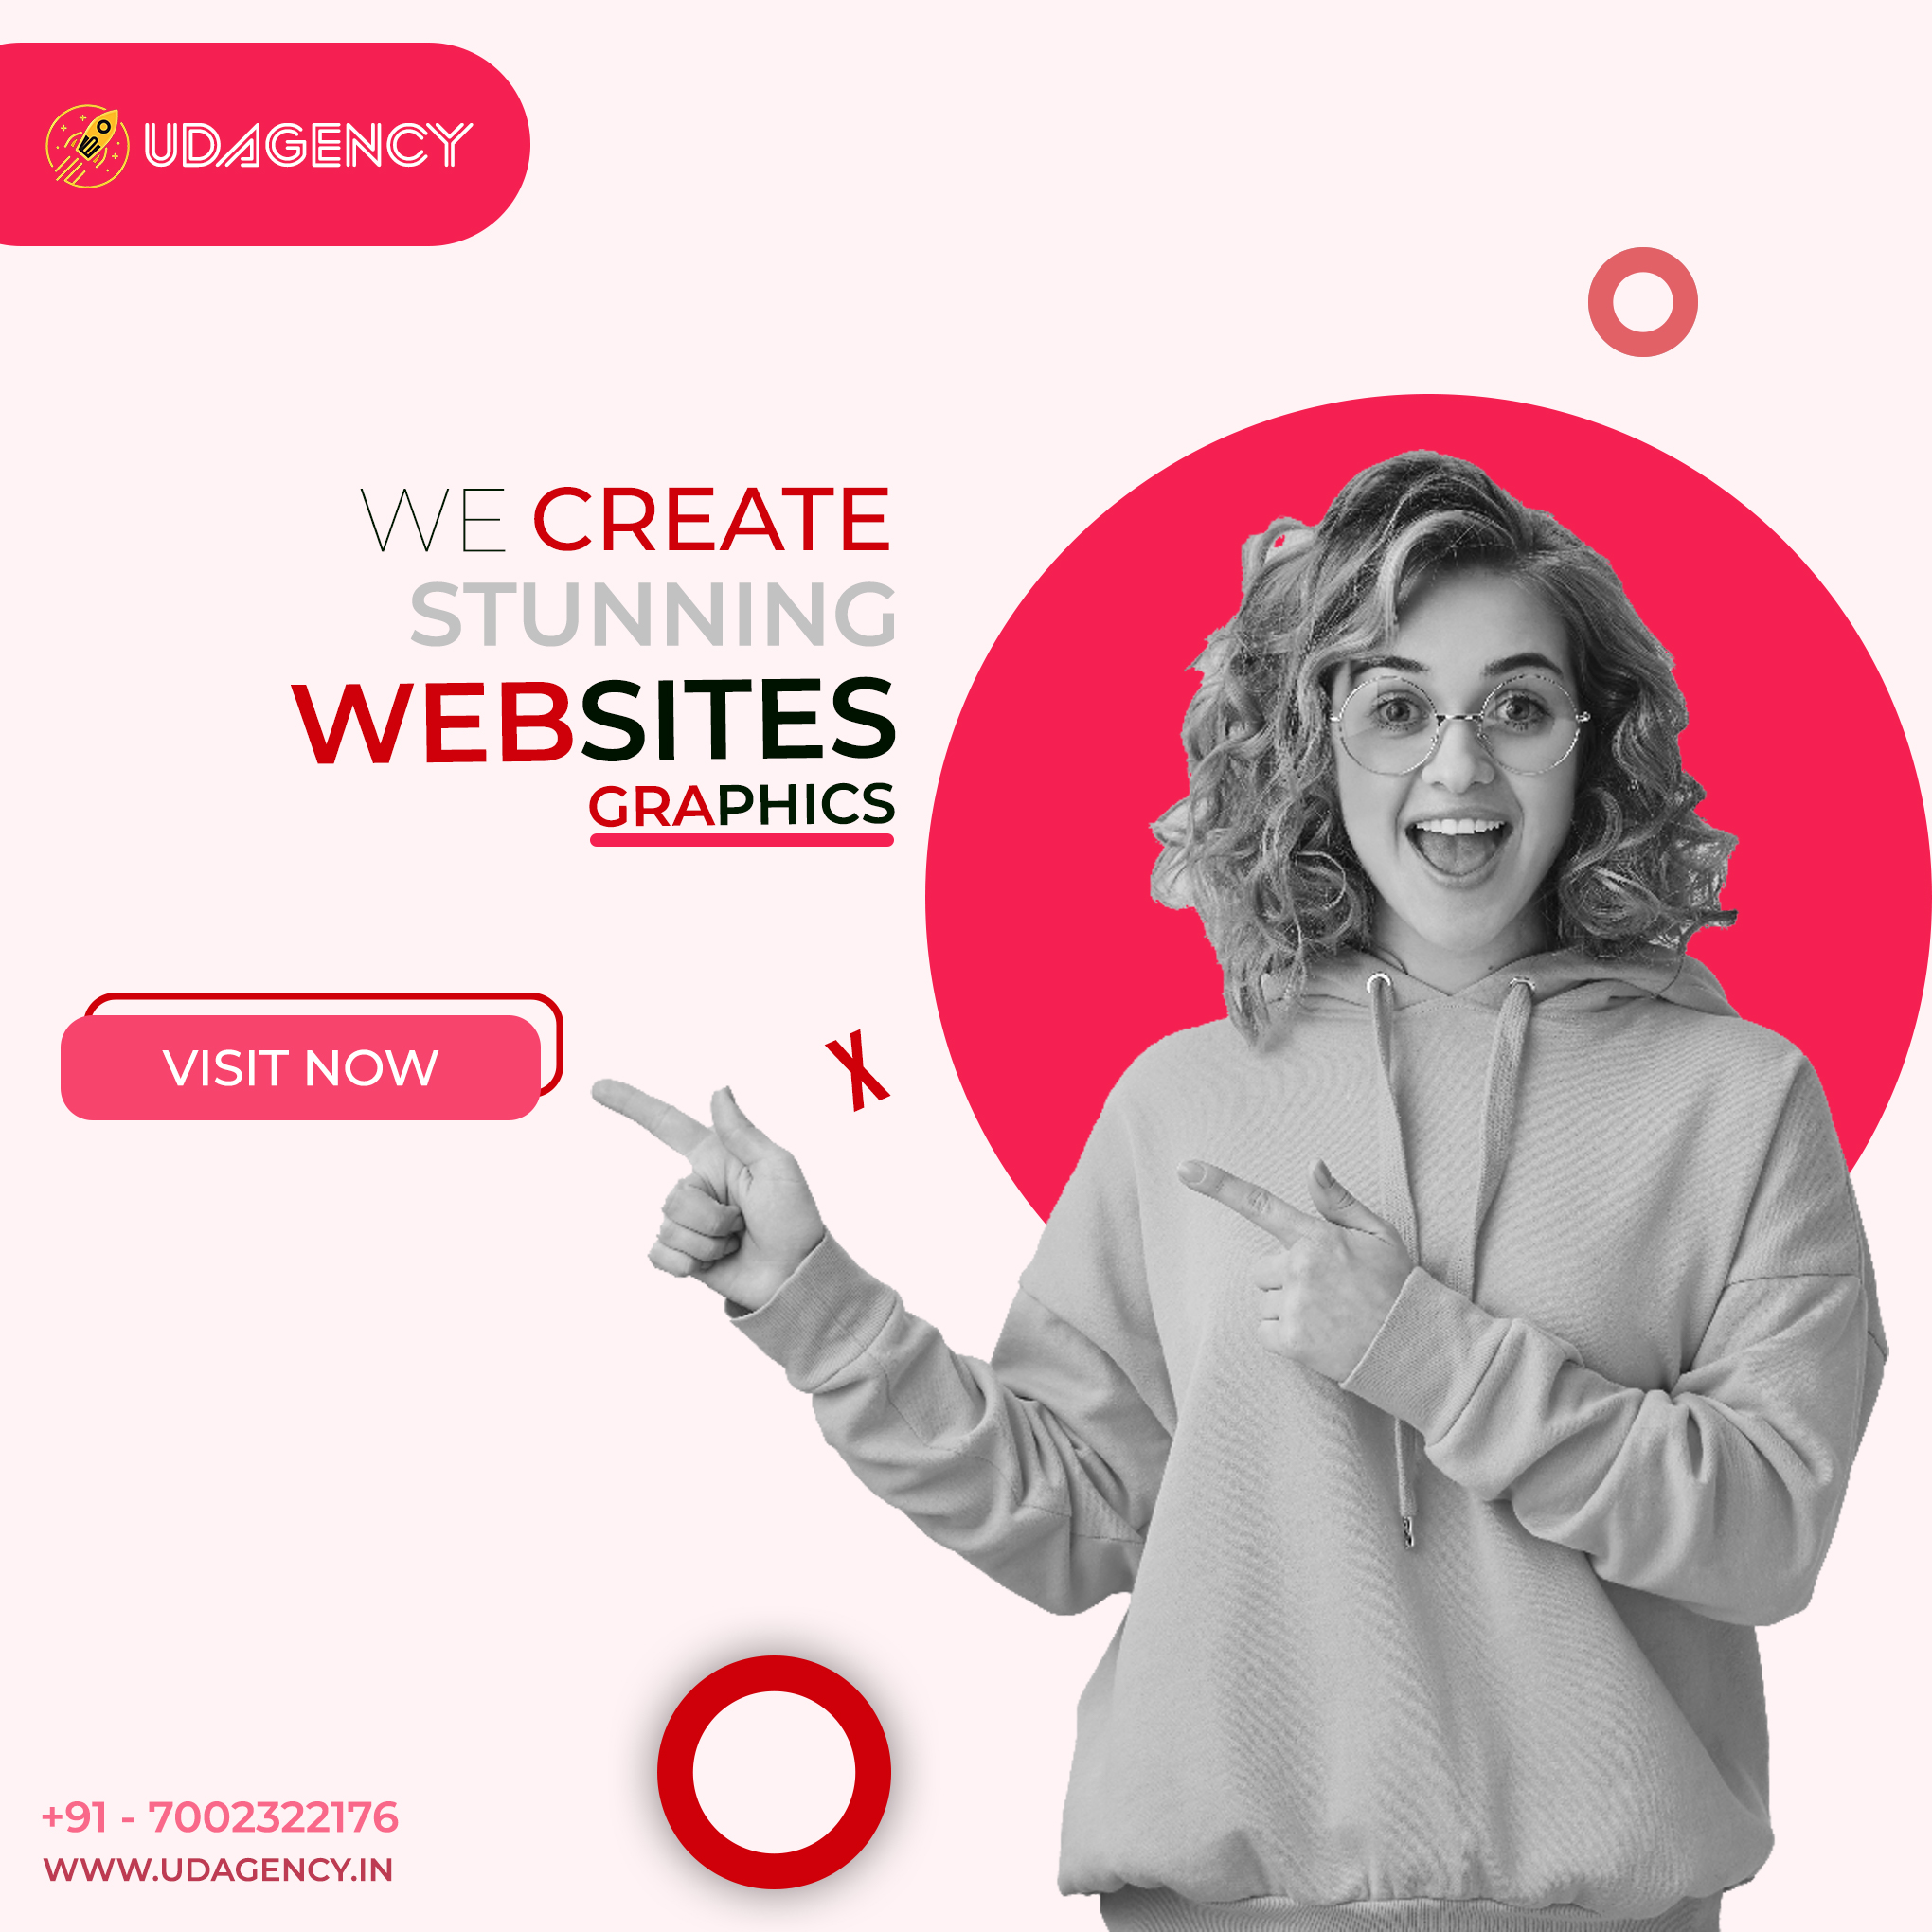 UDAGENCY
WE CREATE
STUNNING
WEBSITES
GRAPHICS
VISIT NOW
X
+91 - 7002322176
WWW.UDAGENCY.IN